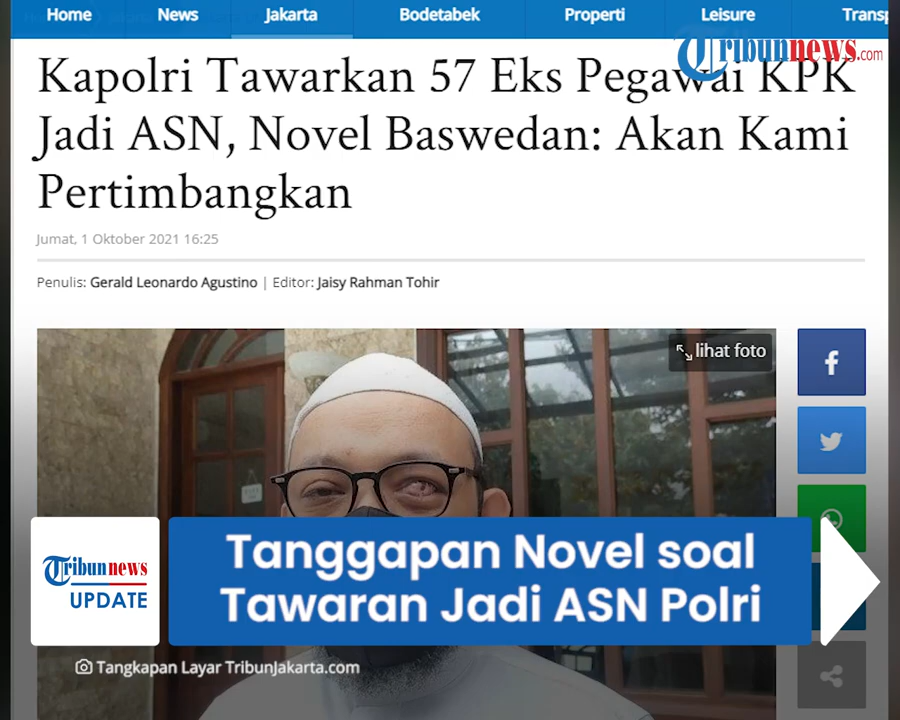 Home News Jakarta Bodetabek Properti Leisure Transp
Tribunnews.com
Kapolri Tawarkan 57 Eks Pegawai KPK
Jadi ASN, Novel Baswedan: Akan Kami
Pertimbangkan
Jumat, 1 Oktober 2021 16:25
Penulis: Gerald Leonardo Agustino | Editor: Jaisy Rahman Tohir
lihat foto
Tribunnews
UPDATE
Tanggapan Novel soal
Tawaran Jadi ASN Polri
Tangkapan Layar TribunJakarta.com